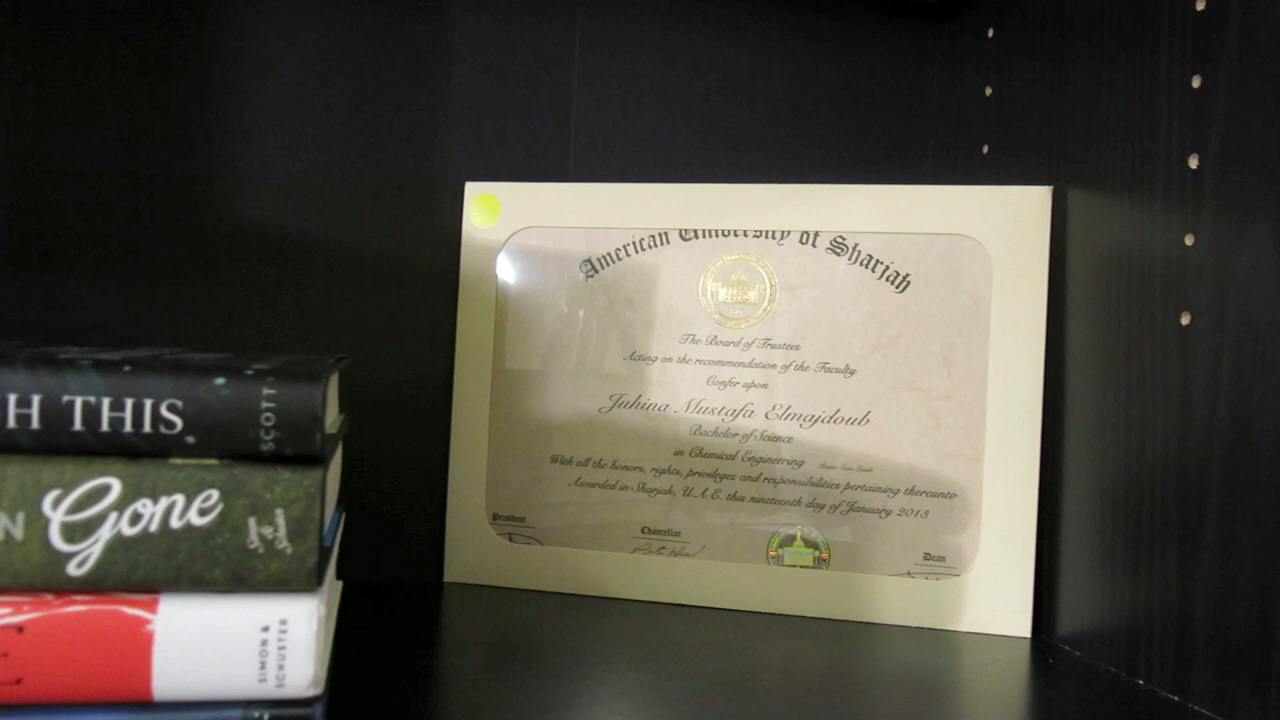 American University of Sharjah
The Board of Trustees
Acting on the recommendation of the Faculty
Confer upon
Juhina Mustafa Elmajdoub
Bachelor of Science
in Chemical Engineering
With all the honors, rights, privileges and responsibilities pertaining thereunto
Awarded in Sharjah, U.A.E. this nineteenth day of January 2013
President
Chancellor
Dean
H THIS
SCOTT
N Gone
Simon &
Schuster
SIMON &
SCHUSTER